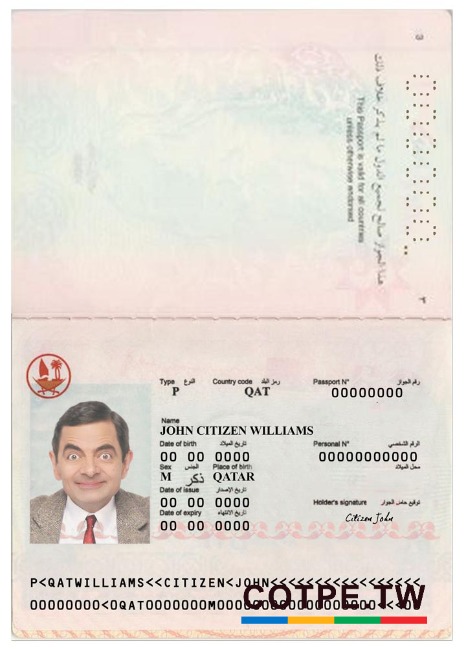 3
هذا الجواز صالح لجميع الدول ما لم يذكر خلاف ذلك
This Passport is valid for all countries
unless otherwise endorsed
٣
Type النوع Country code رمز البلد Passport N° رقم الجواز
P QAT 00000000
Name
JOHN CITIZEN WILLIAMS
Date of birth تاريخ الميلاد Personal N° الرقم الشخصي
00 00 0000 00000000000
Sex الجنس Place of birth محل الميلاد
M ذكر QATAR
Date of issue تاريخ الإصدار
00 00 0000 Holder's signature توقيع حامل الجواز
Date of expiry تاريخ الانتهاء Citizen John
00 00 0000
P<QATWILLIAMS<<CITIZEN<JOHN<<<<<<<<<<<<<<<<<
COTPE.TW